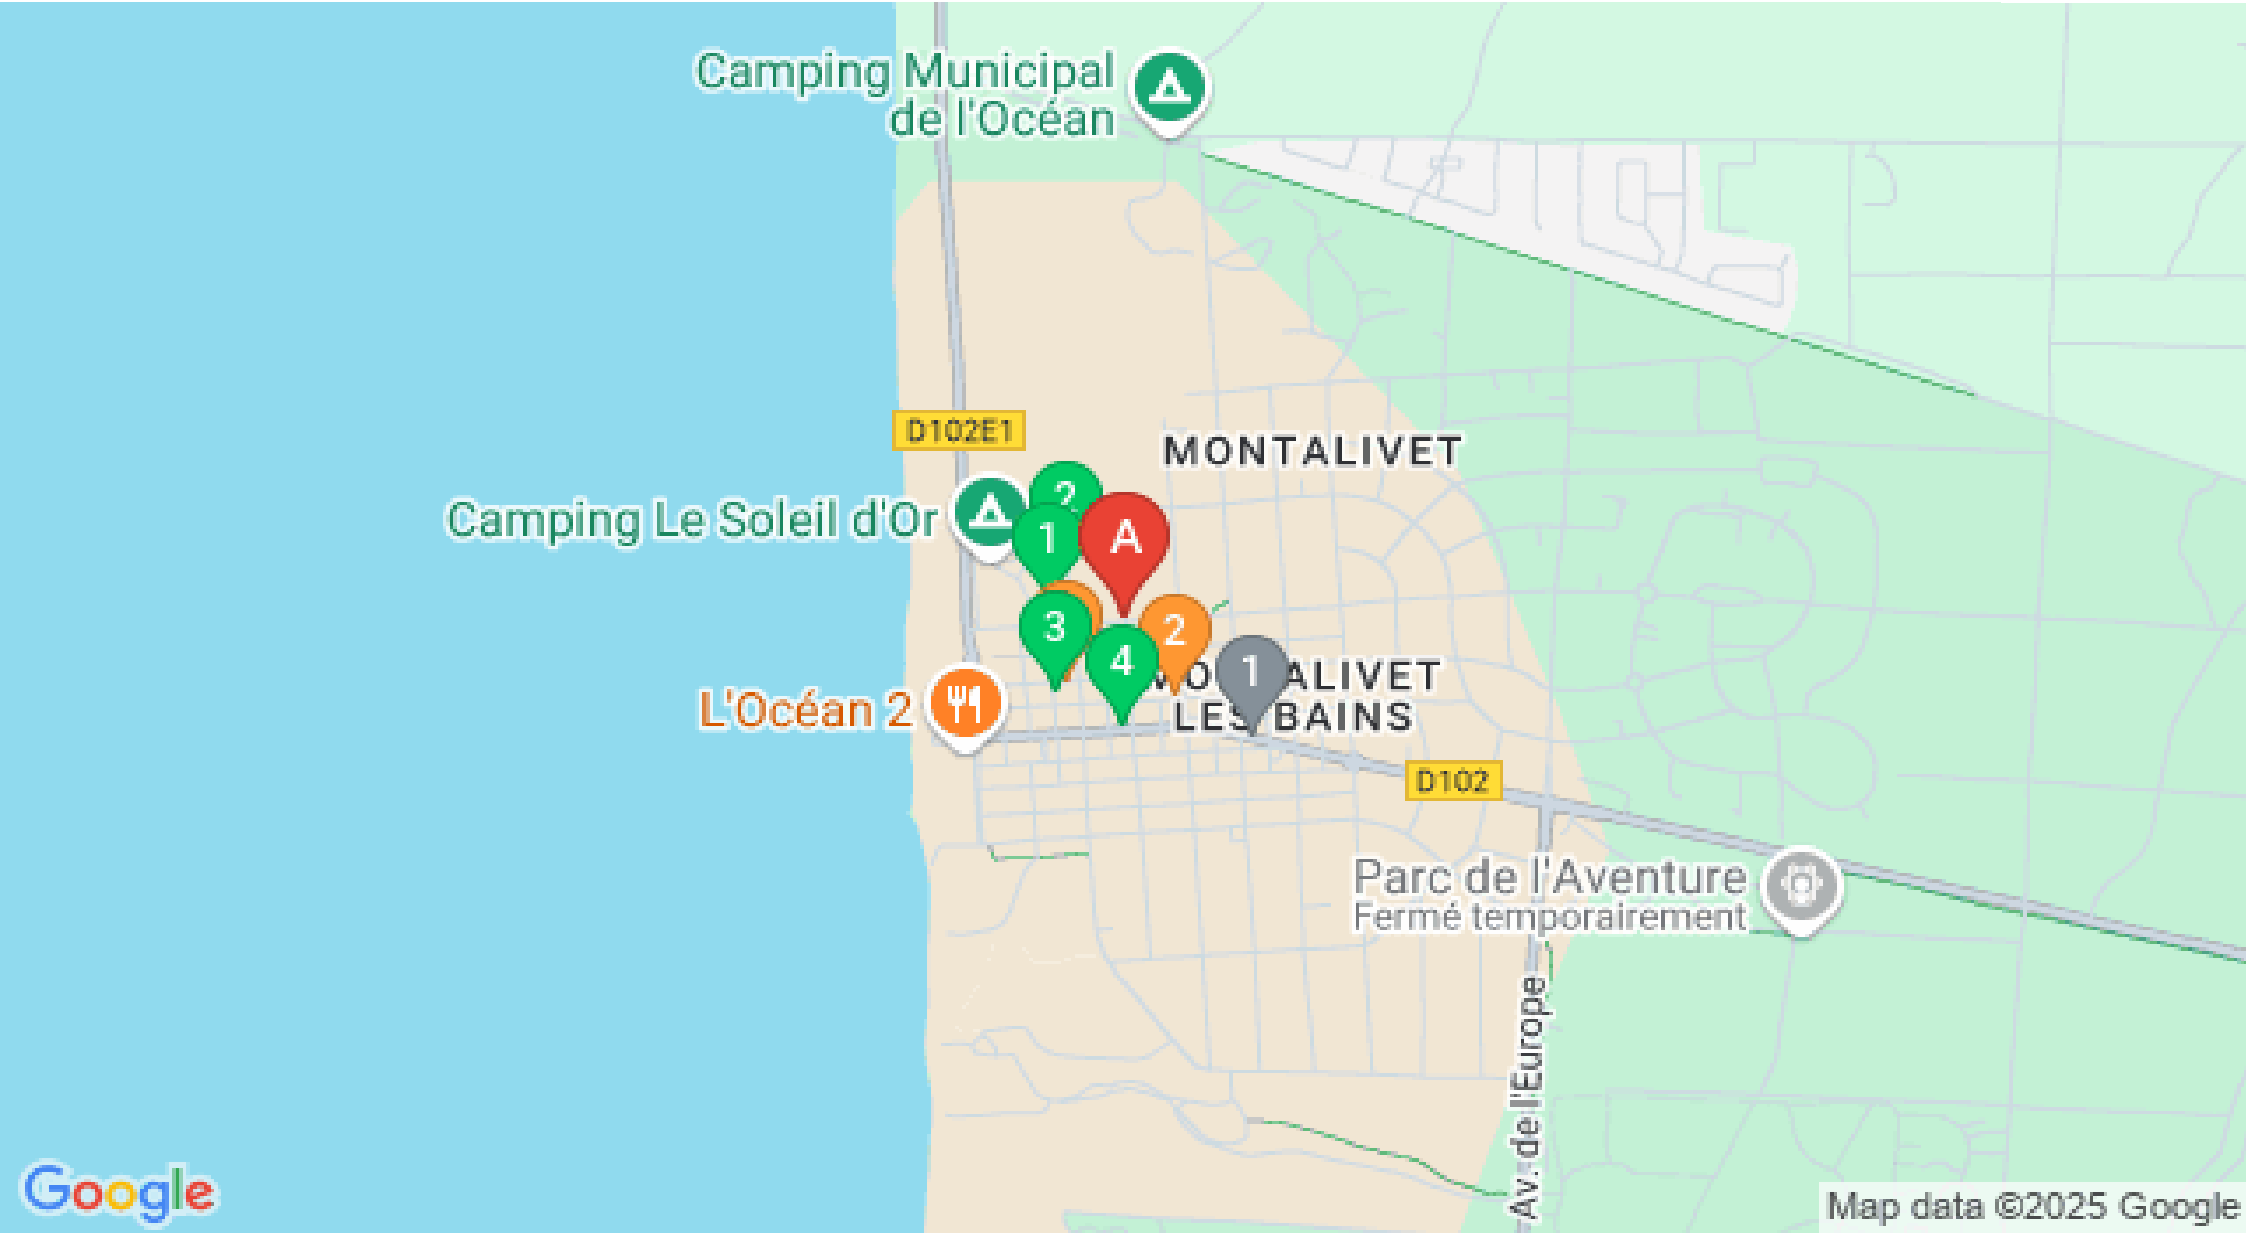 Camping Municipal
de l'Océan
D102E1
MONTALIVET
Camping Le Soleil d'Or
2
1
A
3
2
4
1
LES BAINS
L'Océan 2
D102
Parc de l'Aventure
Fermé temporairement
Av. de l'Europe
Google
Map data ©2025 Google